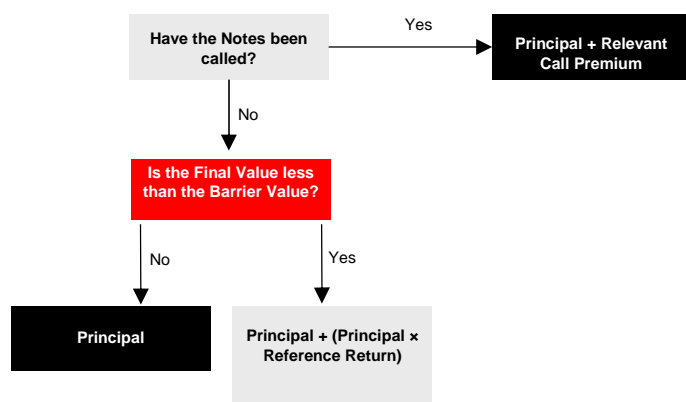 Have the Notes been
called?
Yes
Principal + Relevant
Call Premium
No
Is the Final Value less
than the Barrier Value?
No
Yes
Principal
Principal + (Principal ×
Reference Return)